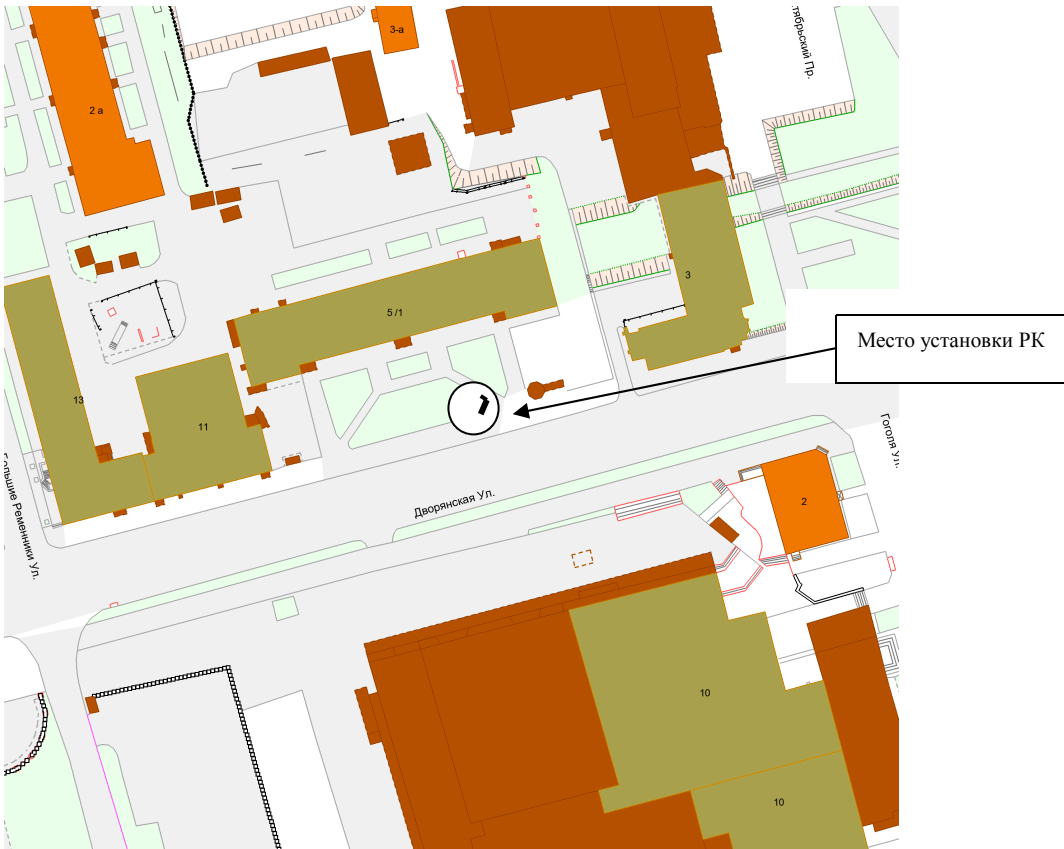 3-а
тябрьский Пр.
2 а
3
5 /1
Место установки РК
13
11
Гоголя Ул.
Дворянская Ул.
2
Большие Ременники Ул.
10
10